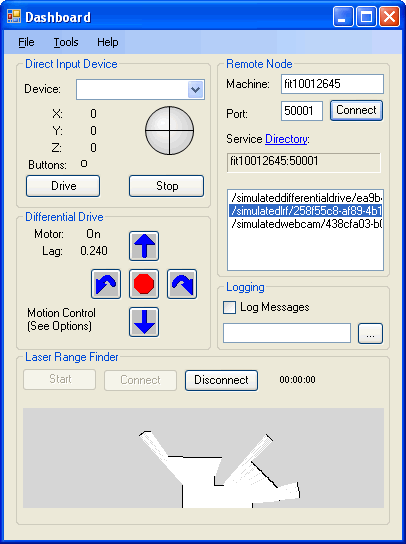 Dashboard
File Tools Help
Direct Input Device
Device:
X: 0
Y: 0
Z: 0
Buttons: O
Drive Stop
Differential Drive
Motor: On
Lag: 0.240
Motion Control
(See Options)
Remote Node
Machine: fit10012645
Port: 50001 Connect
Service Directory:
fit10012645:50001
/simulateddifferentialdrive/ea9b4
/simulatedlrf/258f55c8-af89-4b1
/simulatedwebcam/438cfa03-b0
Logging
Log Messages
...
Laser Range Finder
Start Connect Disconnect 00:00:00